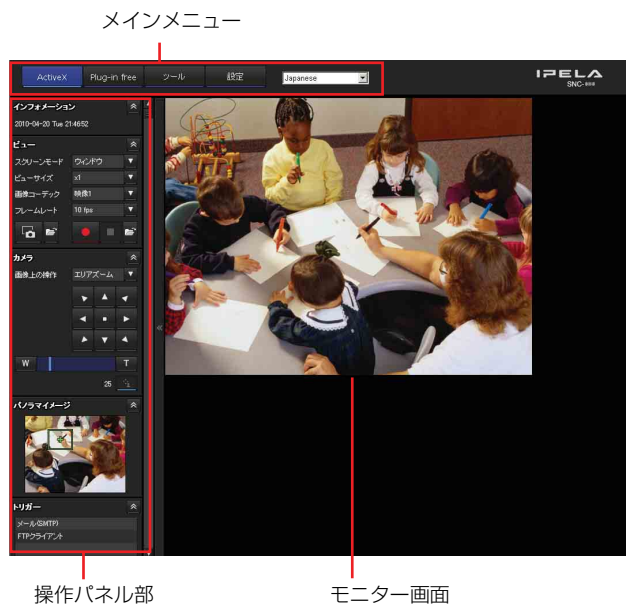 メインメニュー
ActiveX Plug-in free ツール 設定 Japanese
IPELA
SNC-
インフォメーション
2010-04-20 Tue 21:46:52
ビュー
スクリーンモード ウィンドウ
ビューサイズ x1
画像コーデック 映像1
フレームレート 10 fps
カメラ
画像上の操作 エリアズーム
W T
25
パノラマイメージ
トリガー
メール(SMTP)
FTPクライアント
操作パネル部 モニター画面